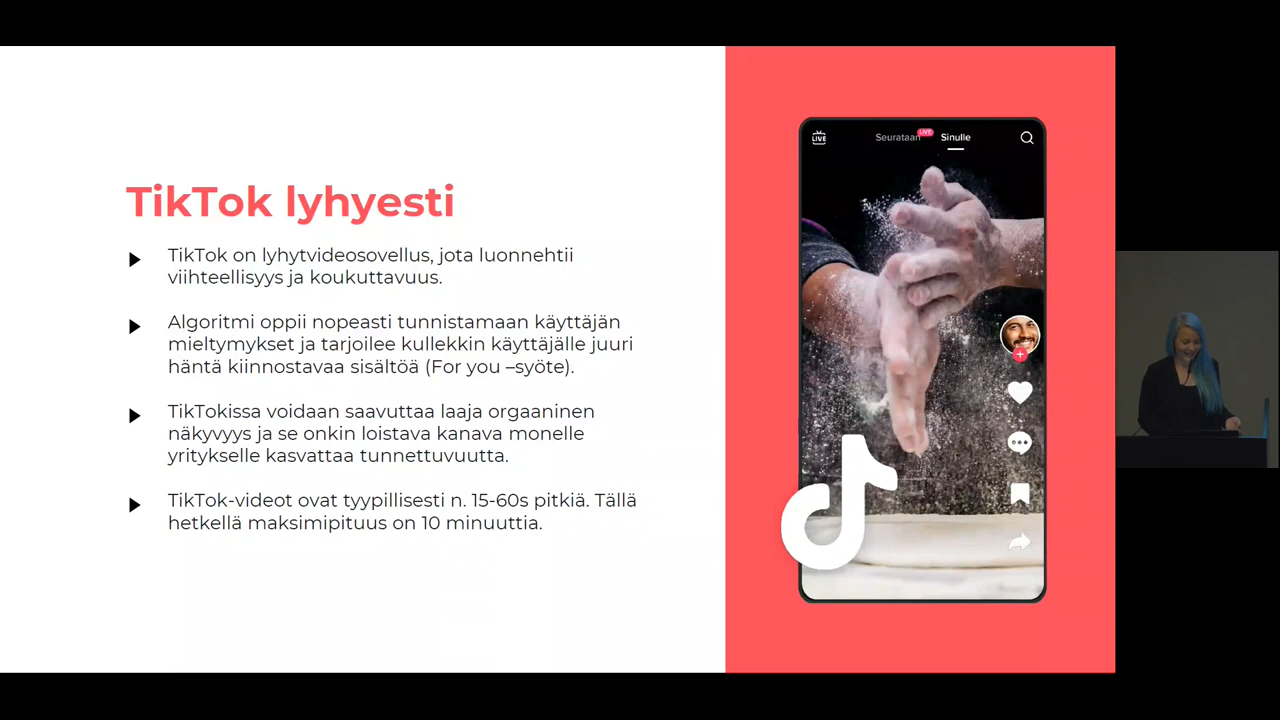 TikTok lyhyesti
TikTok on lyhytvideosovellus, jota luonnehtii
viihteellisyys ja koukuttavuus.
Algoritmi oppii nopeasti tunnistamaan käyttäjän
mieltymykset ja tarjoilee kullekkin käyttäjälle juuri
häntä kiinnostavaa sisältöä (For you –syöte).
TikTokissa voidaan saavuttaa laaja orgaaninen
näkyvyys ja se onkin loistava kanava monelle
yritykselle kasvattaa tunnettuvuutta.
TikTok-videot ovat tyypillisesti n. 15-60s pitkiä. Tällä
hetkellä maksimipituus on 10 minuuttia.
LIVE
Seurataan
LIVE
Sinulle